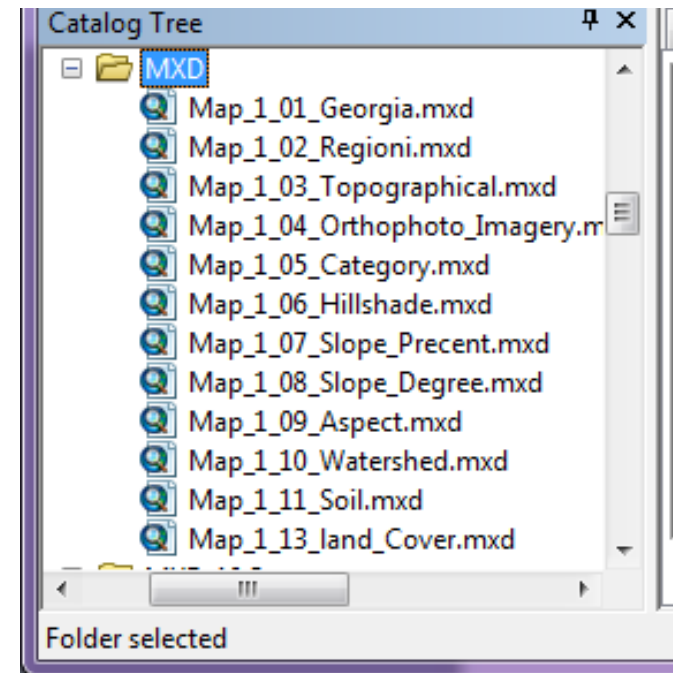 Catalog Tree
MXD
Map_1_01_Georgia.mxd
Map_1_02_Regioni.mxd
Map_1_03_Topographical.mxd
Map_1_04_Orthophoto_Imagery.m
Map_1_05_Category.mxd
Map_1_06_Hillshade.mxd
Map_1_07_Slope_Precent.mxd
Map_1_08_Slope_Degree.mxd
Map_1_09_Aspect.mxd
Map_1_10_Watershed.mxd
Map_1_11_Soil.mxd
Map_1_13_land_Cover.mxd
Folder selected